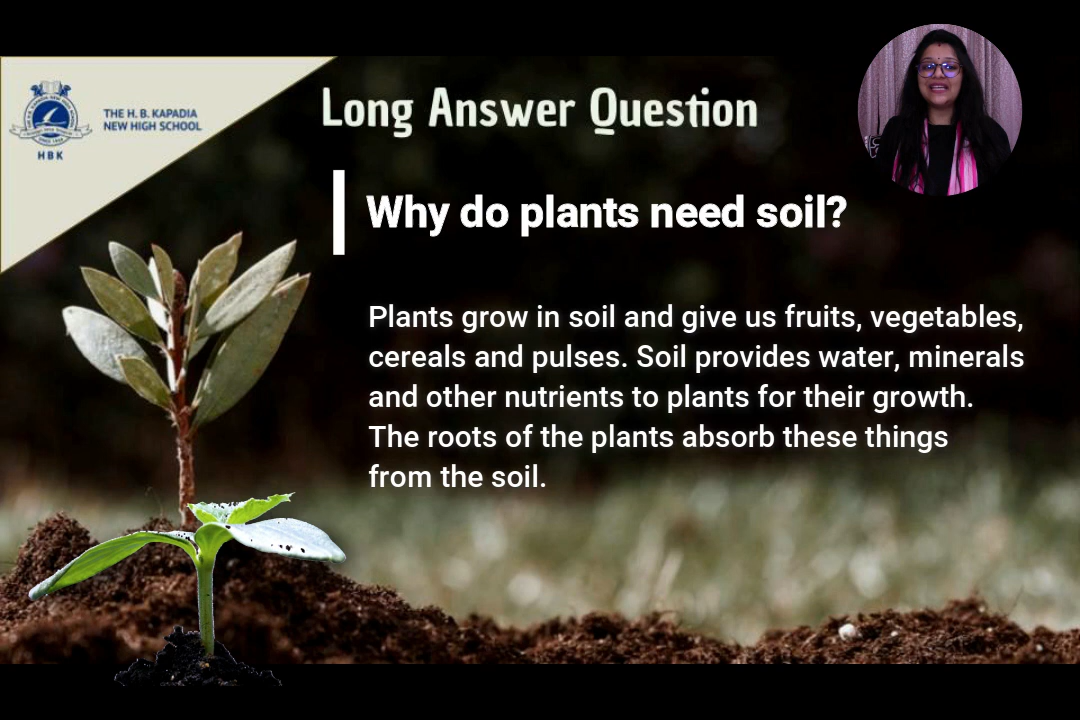 THE H. B. KAPADIA
NEW HIGH SCHOOL
HBK
Long Answer Question
Why do plants need soil?
Plants grow in soil and give us fruits, vegetables,
cereals and pulses. Soil provides water, minerals
and other nutrients to plants for their growth.
The roots of the plants absorb these things
from the soil.